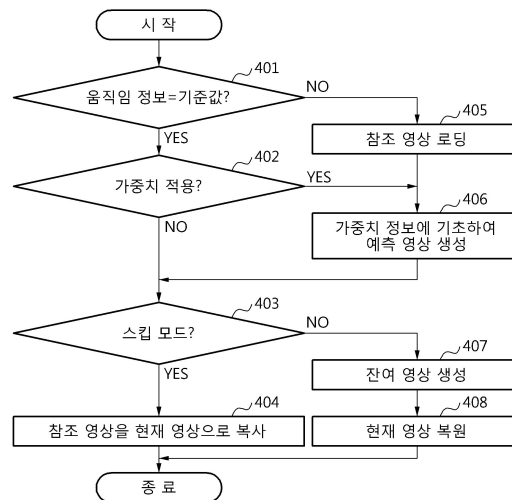 시 작
401
움직임 정보=기준값?
NO
405
YES
참조 영상 로딩
402
가중치 적용?
YES
406
NO
가중치 정보에 기초하여
예측 영상 생성
403
스킵 모드?
NO
407
YES
잔여 영상 생성
404
408
참조 영상을 현재 영상으로 복사
현재 영상 복원
종 료